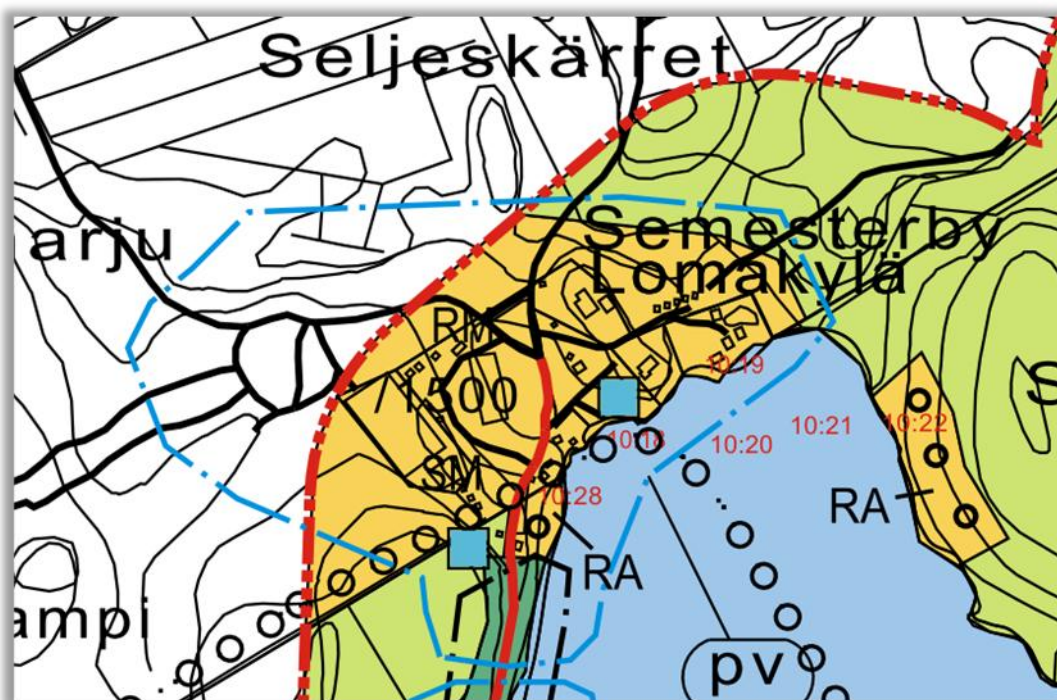 Seljeskärret
arju
Semesterby
Lomakylä
RM
10:19
/1500
10:18
10:20
10:21
10:22
S
SM
10:28
RA
RA
ampi
pv